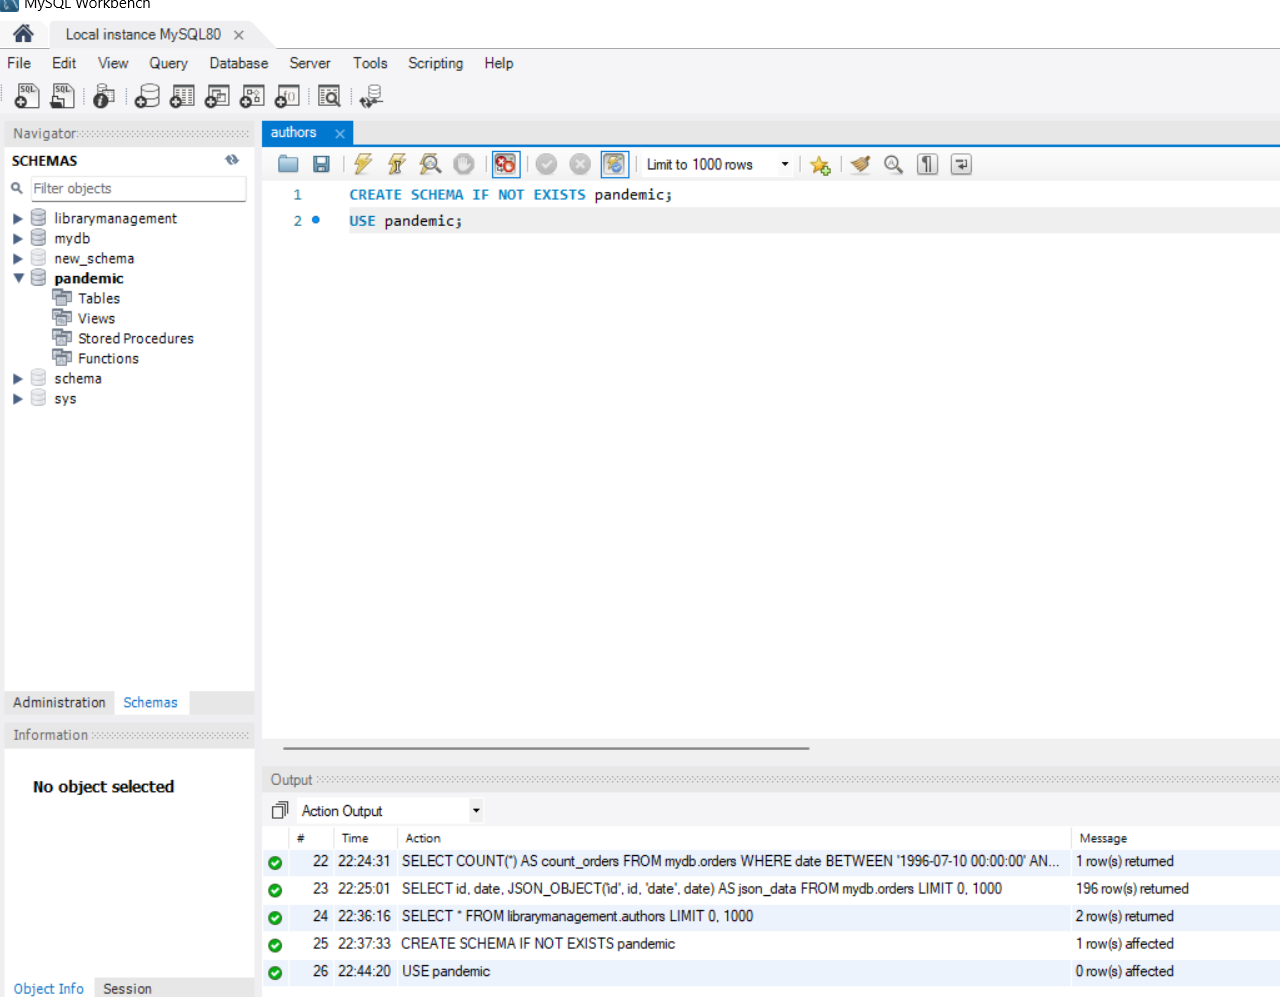 MySQL Workbench
Local instance MySQL80
File Edit View Query Database Server Tools Scripting Help
Navigator
SCHEMAS
Filter objects
librarymanagement
mydb
new_schema
pandemic
Tables
Views
Stored Procedures
Functions
schema
sys
Administration Schemas
Information
No object selected
Object Info Session
authors
Limit to 1000 rows
1 CREATE SCHEMA IF NOT EXISTS pandemic;
2 USE pandemic;
Output
Action Output
# Time Action Message
22 22:24:31 SELECT COUNT(*) AS count_orders FROM mydb.orders WHERE date BETWEEN '1996-07-10 00:00:00' AN... 1 row(s) returned
23 22:25:01 SELECT id, date, JSON_OBJECT('id', id, 'date', date) AS json_data FROM mydb.orders LIMIT 0, 1000 196 row(s) returned
24 22:36:16 SELECT * FROM librarymanagement.authors LIMIT 0, 1000 2 row(s) returned
25 22:37:33 CREATE SCHEMA IF NOT EXISTS pandemic 1 row(s) affected
26 22:44:20 USE pandemic 0 row(s) affected